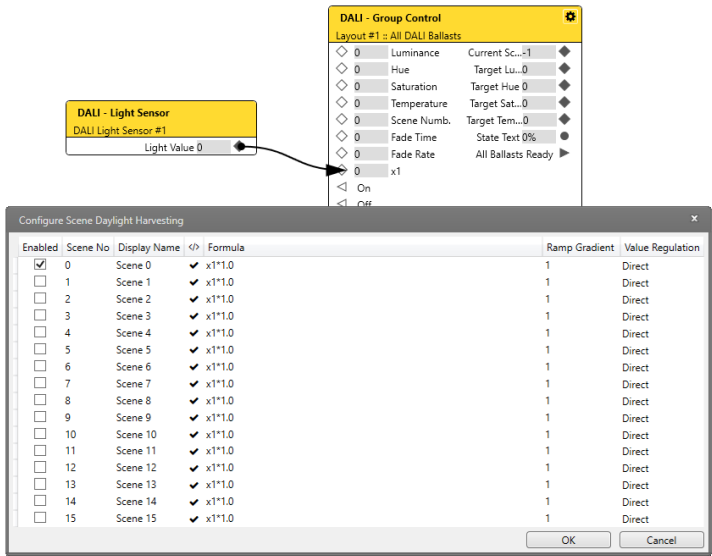 DALI - Group Control
Layout #1 :: All DALI Ballasts
0 Luminance Current Sc...-1
0 Hue Target Lu...0
0 Saturation Target Hue 0
0 Temperature Target Sat...0
0 Scene Numb. Target Tem...0
0 Fade Time State Text 0%
0 Fade Rate All Ballasts Ready
0 x1
On
Off
DALI - Light Sensor
DALI Light Sensor #1
Light Value 0
Configure Scene Daylight Harvesting x
Enabled Scene No Display Name </> Formula Ramp Gradient Value Regulation
0 Scene 0 x1*1.0 1 Direct
1 Scene 1 x1*1.0 1 Direct
2 Scene 2 x1*1.0 1 Direct
3 Scene 3 x1*1.0 1 Direct
4 Scene 4 x1*1.0 1 Direct
5 Scene 5 x1*1.0 1 Direct
6 Scene 6 x1*1.0 1 Direct
7 Scene 7 x1*1.0 1 Direct
8 Scene 8 x1*1.0 1 Direct
9 Scene 9 x1*1.0 1 Direct
10 Scene 10 x1*1.0 1 Direct
11 Scene 11 x1*1.0 1 Direct
12 Scene 12 x1*1.0 1 Direct
13 Scene 13 x1*1.0 1 Direct
14 Scene 14 x1*1.0 1 Direct
15 Scene 15 x1*1.0 1 Direct
OK Cancel